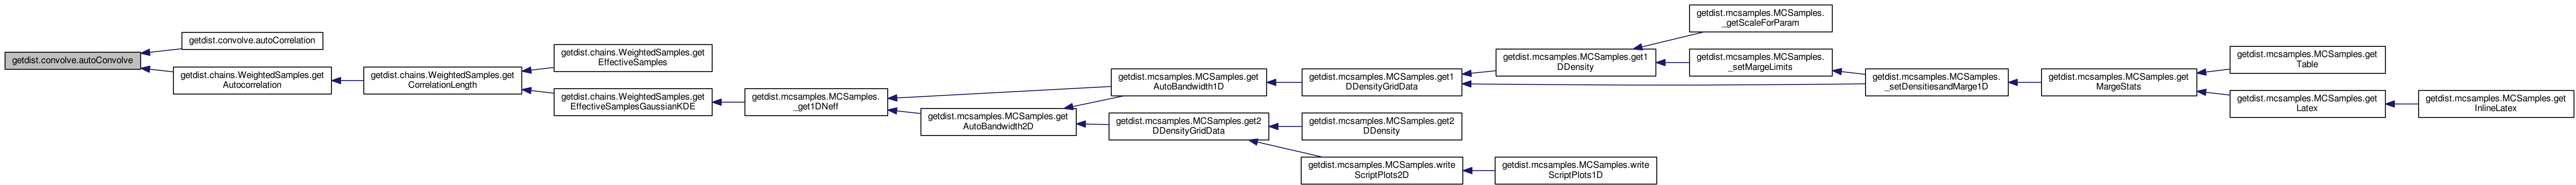 getdist.convolve.autoConvolve
getdist.convolve.autoCorrelation
getdist.chains.WeightedSamples.get
Autocorrelation
getdist.chains.WeightedSamples.get
CorrelationLength
getdist.chains.WeightedSamples.get
EffectiveSamples
getdist.chains.WeightedSamples.get
EffectiveSamplesGaussianKDE
getdist.mcsamples.MCSamples.
_get1DNeff
getdist.mcsamples.MCSamples.get
AutoBandwidth1D
getdist.mcsamples.MCSamples.get
AutoBandwidth2D
getdist.mcsamples.MCSamples.get1
DDensityGridData
getdist.mcsamples.MCSamples.get2
DDensityGridData
getdist.mcsamples.MCSamples.get2
DDensity
getdist.mcsamples.MCSamples.write
ScriptPlots2D
getdist.mcsamples.MCSamples.write
ScriptPlots1D
getdist.mcsamples.MCSamples.get1
DDensity
getdist.mcsamples.MCSamples.
_getScaleForParam
getdist.mcsamples.MCSamples.
_setMargeLimits
getdist.mcsamples.MCSamples.
_setDensitiesandMarge1D
getdist.mcsamples.MCSamples.get
MargeStats
getdist.mcsamples.MCSamples.get
Table
getdist.mcsamples.MCSamples.get
Latex
getdist.mcsamples.MCSamples.get
InlineLatex